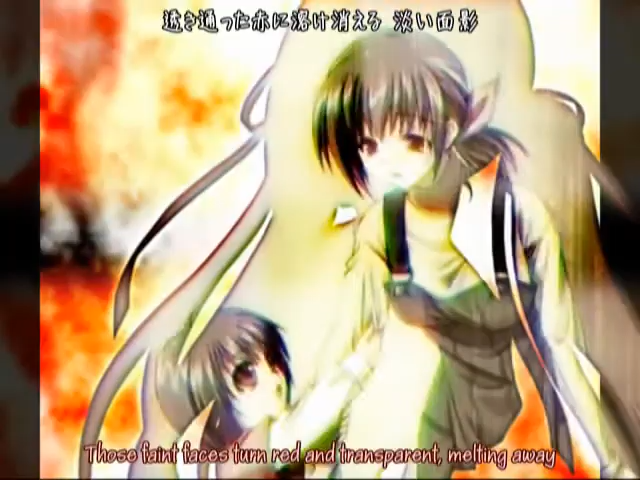 透き通った赤に溶け消える 淡い面影
Those faint faces turn red and transparent, melting away